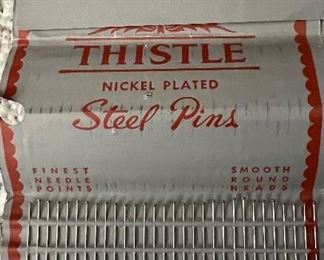 THISTLE
NICKEL PLATED
Steel Pins
FINEST
NEEDLE
POINTS
SMOOTH
ROUND
HEADS